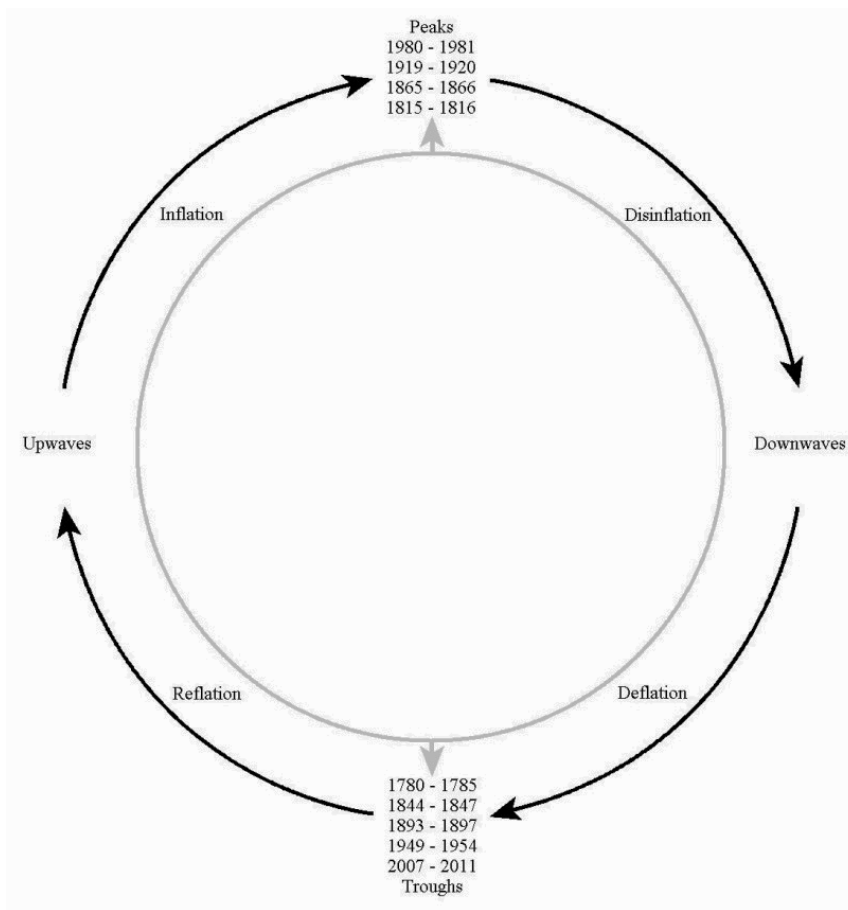 Peaks
1980 - 1981
1919 - 1920
1865 - 1866
1815 - 1816
Inflation
Disinflation
Upwaves
Downwaves
Reflation
Deflation
1780 - 1785
1844 - 1847
1893 - 1897
1949 - 1954
2007 - 2011
Troughs